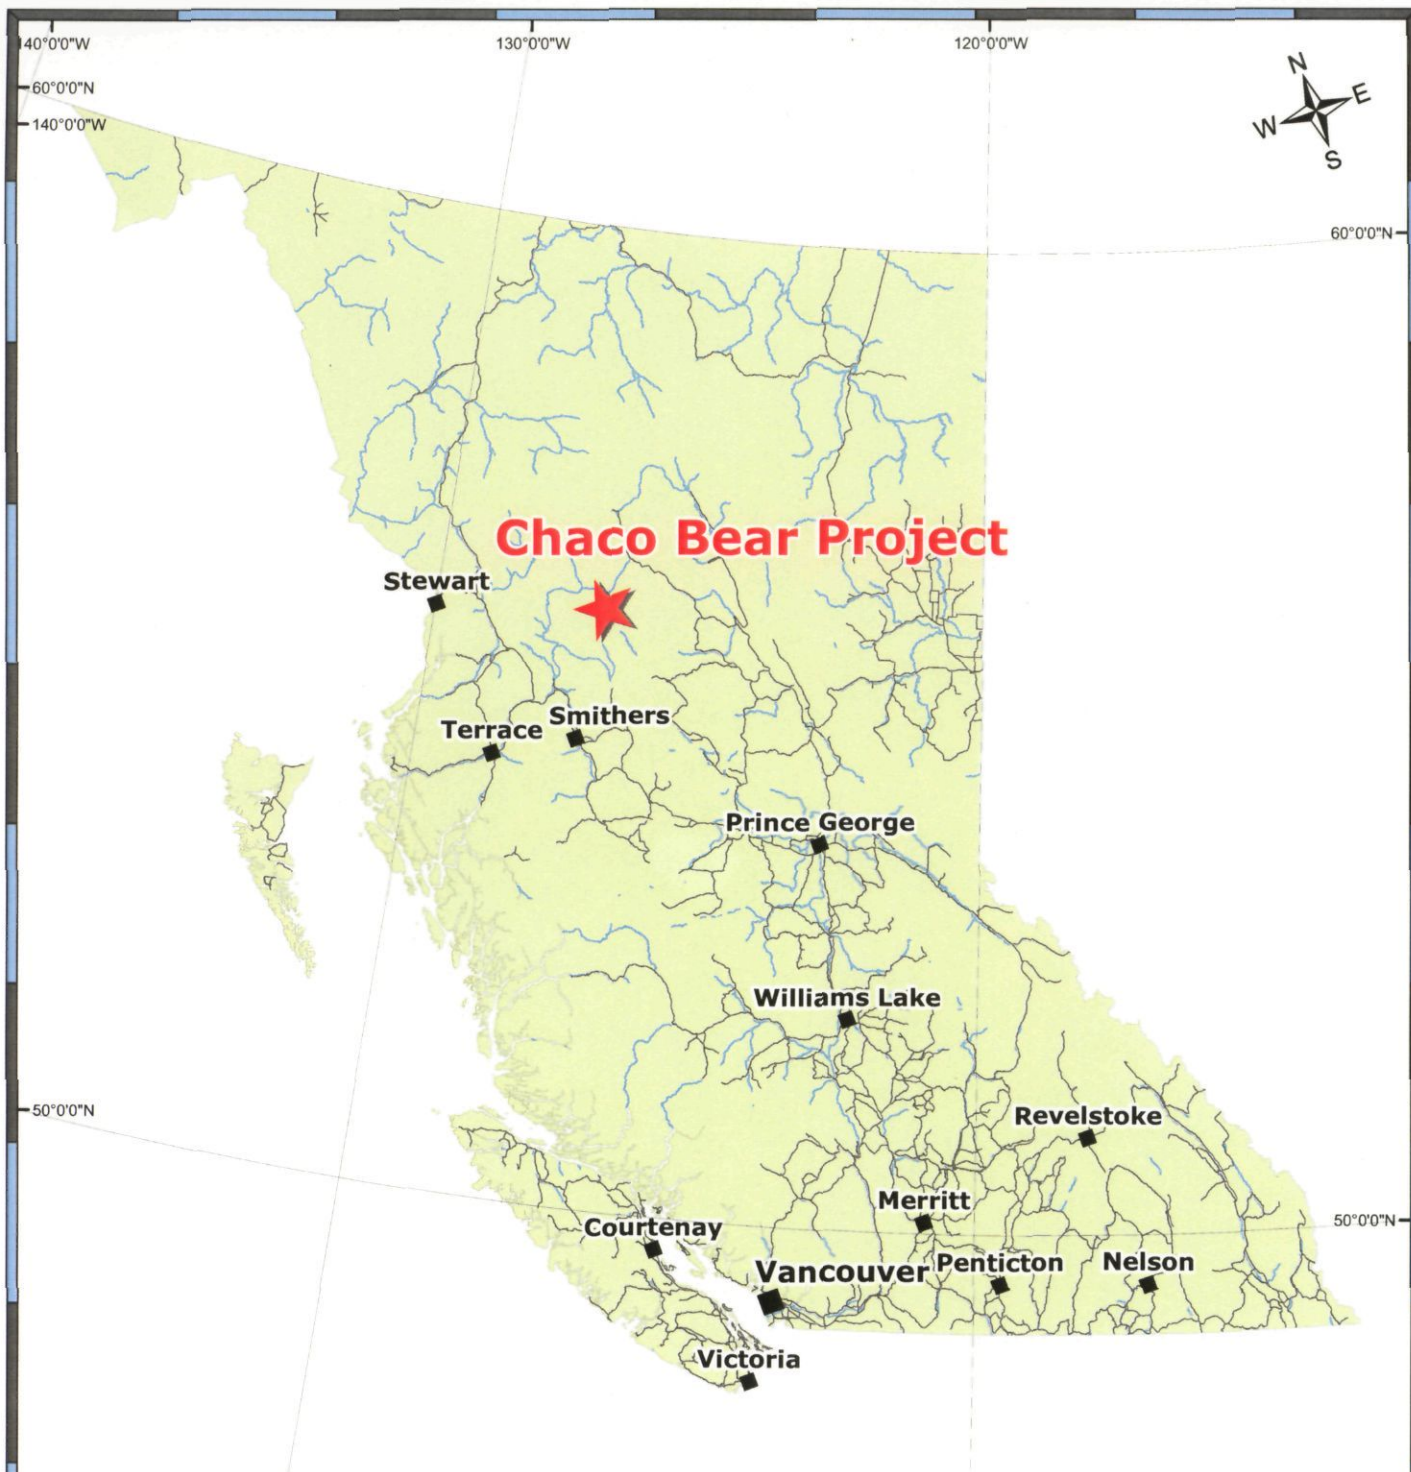 140°0'0"W
130°0'0"W
120°0'0"W
60°0'0"N
140°0'0"W
N
E
W
S
60°0'0"N
Chaco Bear Project
Stewart
Smithers
Terrace
Prince George
Williams Lake
50°0'0"N
Revelstoke
Merritt
50°0'0"N
Courtenay
Vancouver
Penticton
Nelson
Victoria